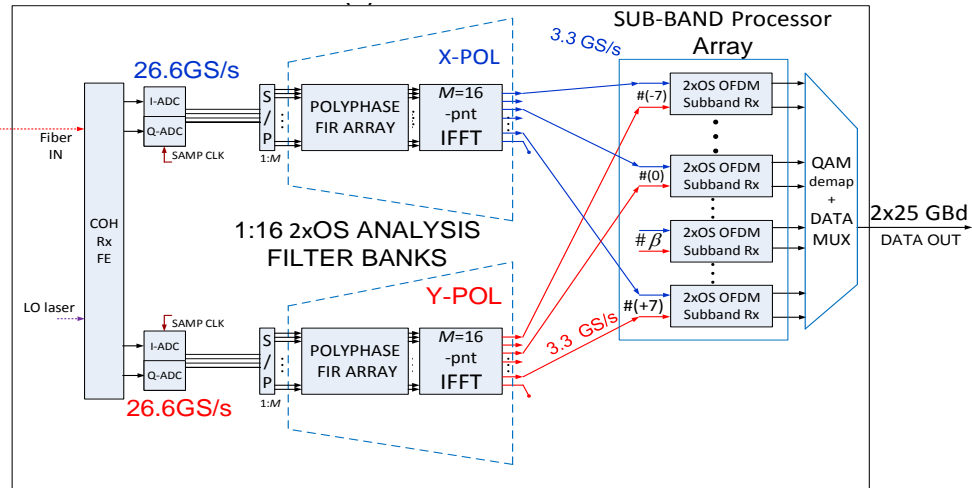 SUB-BAND Processor
Array
3.3 GS/s
26.6GS/s
X-POL
I-ADC
Q-ADC
SAMP CLK
S
/
P
1:M
POLYPHASE
FIR ARRAY
M=16
-pnt
IFFT
Fiber
IN
COH
Rx
FE
LO laser
1:16 2xOS ANALYSIS
FILTER BANKS
2xOS OFDM
Subband Rx
#(-7)
2xOS OFDM
Subband Rx
#(0)
2xOS OFDM
Subband Rx
#β
2xOS OFDM
Subband Rx
#(+7)
QAM
demap
+
DATA
MUX
2x25 GBd
DATA OUT
Y-POL
3.3 GS/s
SAMP CLK
I-ADC
Q-ADC
26.6GS/s
S
/
P
1:M
POLYPHASE
FIR ARRAY
M=16
-pnt
IFFT